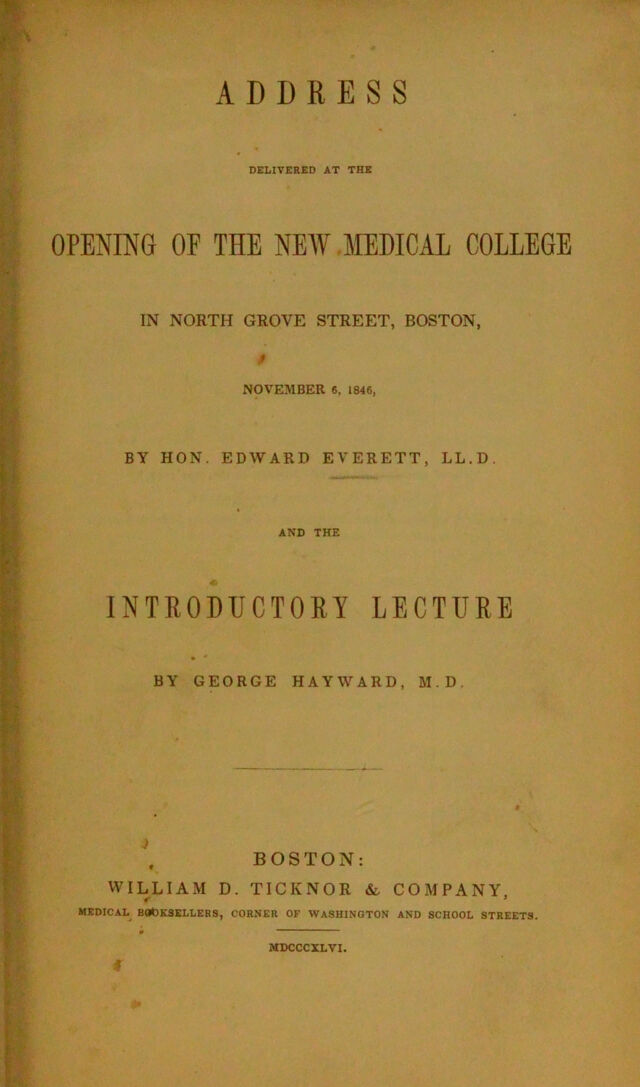 ADDRESS
DELIVERED AT THE
OPENING OF THE NEW MEDICAL COLLEGE
IN NORTH GROVE STREET, BOSTON,
NOVEMBER 6, 1846,
BY HON. EDWARD EVERETT, LL.D.
AND THE
INTRODUCTORY LECTURE
BY GEORGE HAYWARD, M.D.
BOSTON:
WILLIAM D. TICKNOR & COMPANY,
MEDICAL BOOKSELLERS, CORNER OF WASHINGTON AND SCHOOL STREETS.
MDCCCXLVI.